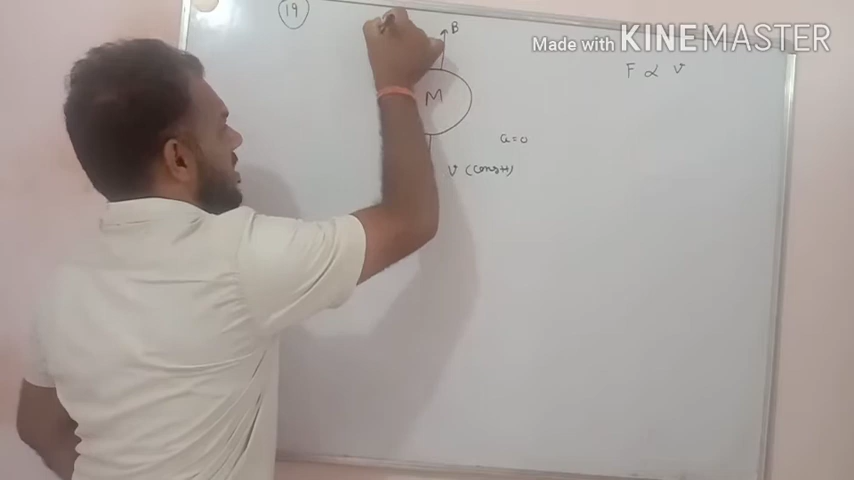 19
B
Made with KINEMASTER
F ∝ v
M
a=0
v (const)